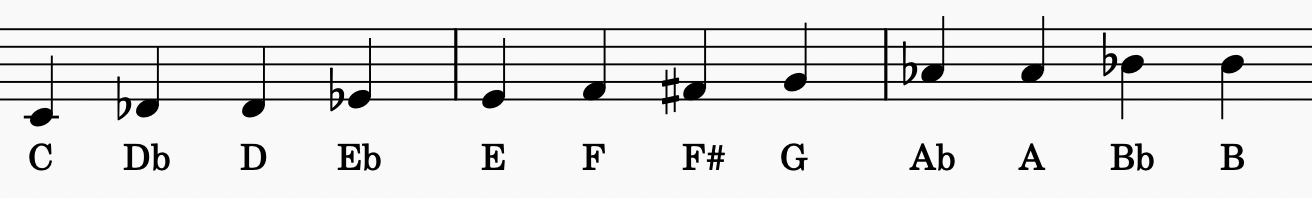 C Db D Eb E F F# G Ab A Bb B